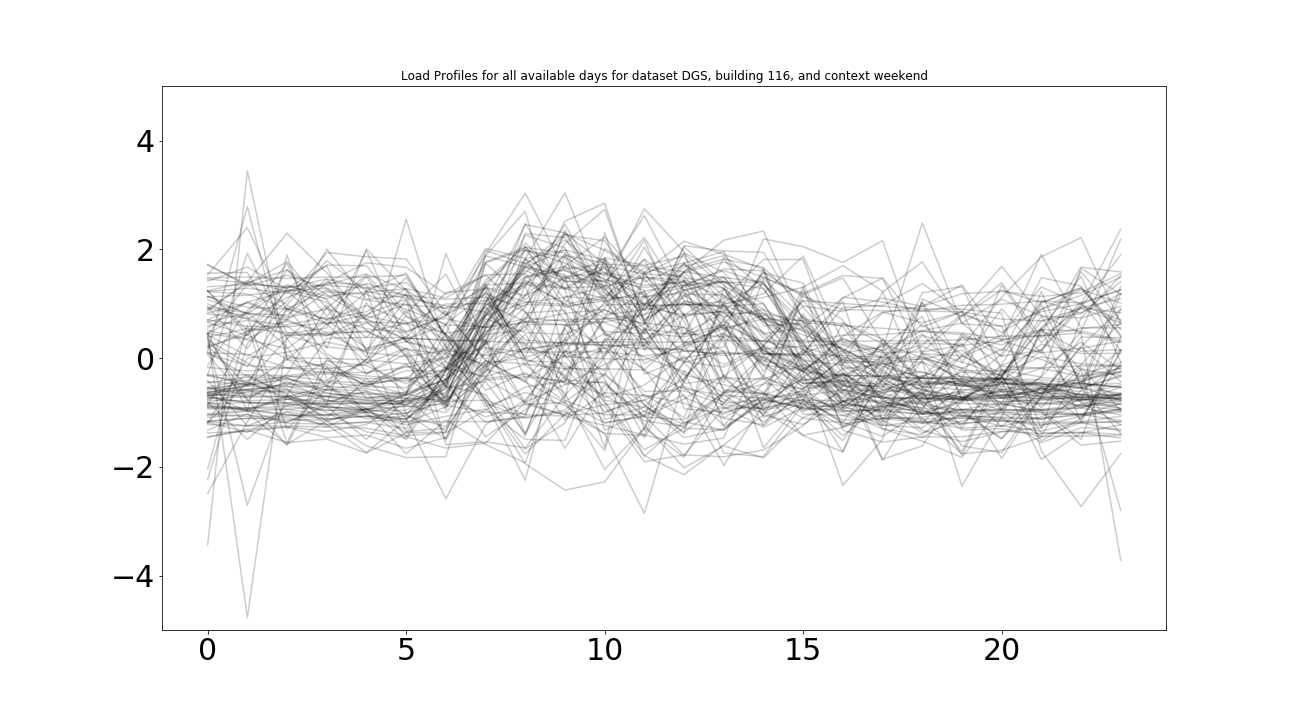 Load Profiles for all available days for dataset DGS, building 116, and context weekend
4
2
0
−2
−4
0 5 10 15 20